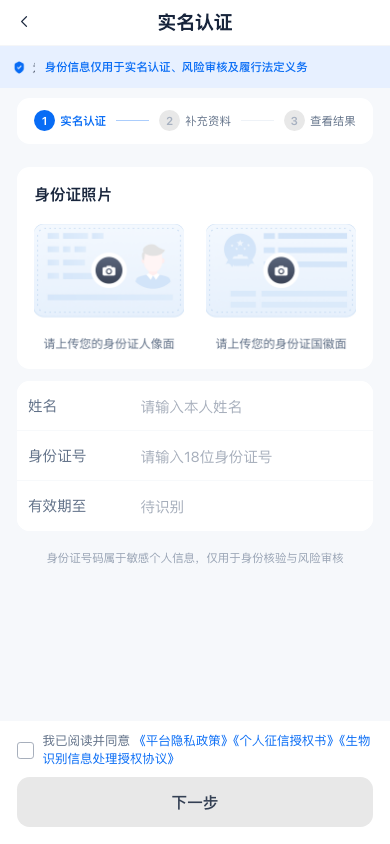 实名认证
身份信息仅用于实名认证、风险审核及履行法定义务
1 实名认证 2 补充资料 3 查看结果
身份证照片
请上传您的身份证人像面 请上传您的身份证国徽面
姓名 请输入本人姓名
身份证号 请输入18位身份证号
有效期至 待识别
身份证号码属于敏感个人信息，仅用于身份核验与风险审核
我已阅读并同意 《平台隐私政策》《个人征信授权书》《生物
识别信息处理授权协议》
下一步